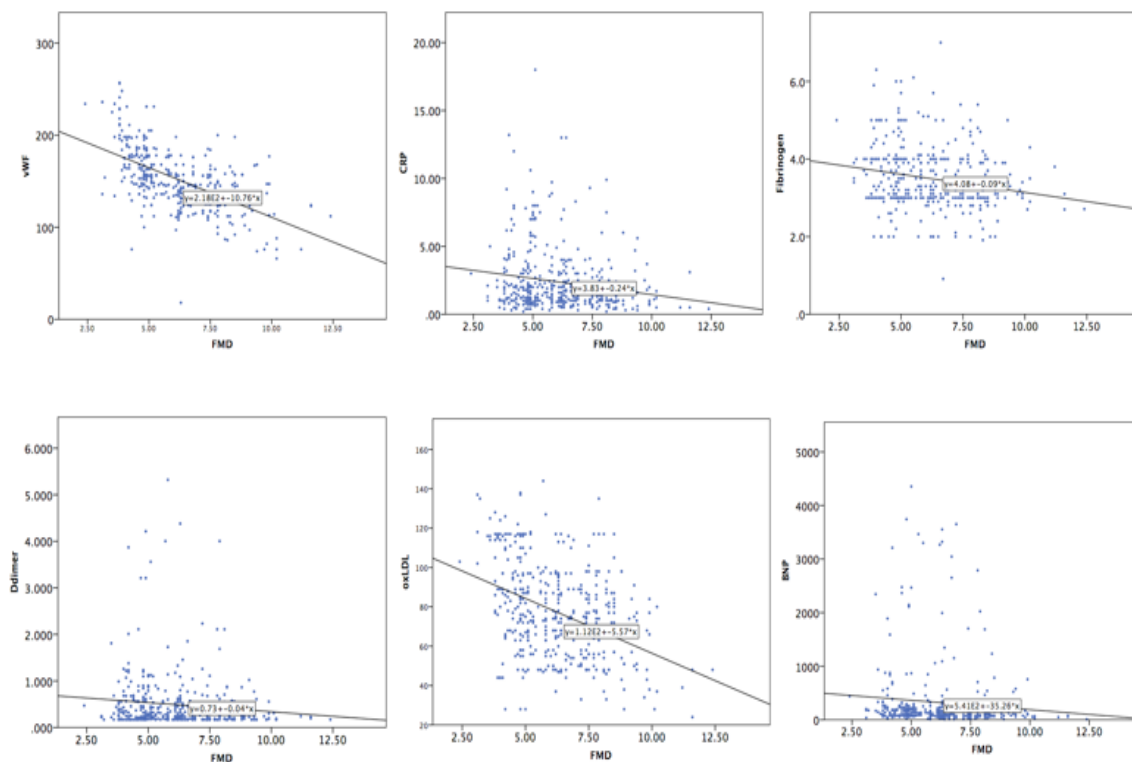 300
200
100
0
vWF
y=2.18E2+-10.76*x
2.50 5.00 7.50 10.00 12.50
FMD
20.00
15.00
10.00
5.00
.00
CRP
y=3.83+-0.24*x
2.50 5.00 7.50 10.00 12.50
FMD
6.0
4.0
2.0
.0
Fibrinogen
y=4.08+-0.09*x
2.50 5.00 7.50 10.00 12.50
FMD
6.000
5.000
4.000
3.000
2.000
1.000
.000
Ddimer
y=0.73+-0.04*x
2.50 5.00 7.50 10.00 12.50
FMD
160
140
120
100
80
60
40
20
oxLDL
y=1.12E2+-5.57*x
2.50 5.00 7.50 10.00 12.50
FMD
5000
4000
3000
2000
1000
0
BNP
y=5.41E2+-35.26*x
2.50 5.00 7.50 10.00 12.50
FMD